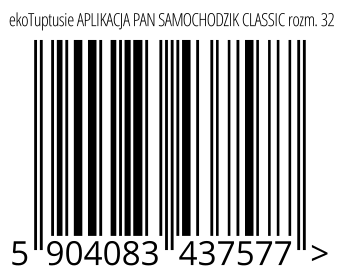 ekoTuptusie APLIKACJA PAN SAMOCHODZIK CLASSIC rozm. 32
5 904083 437577 >